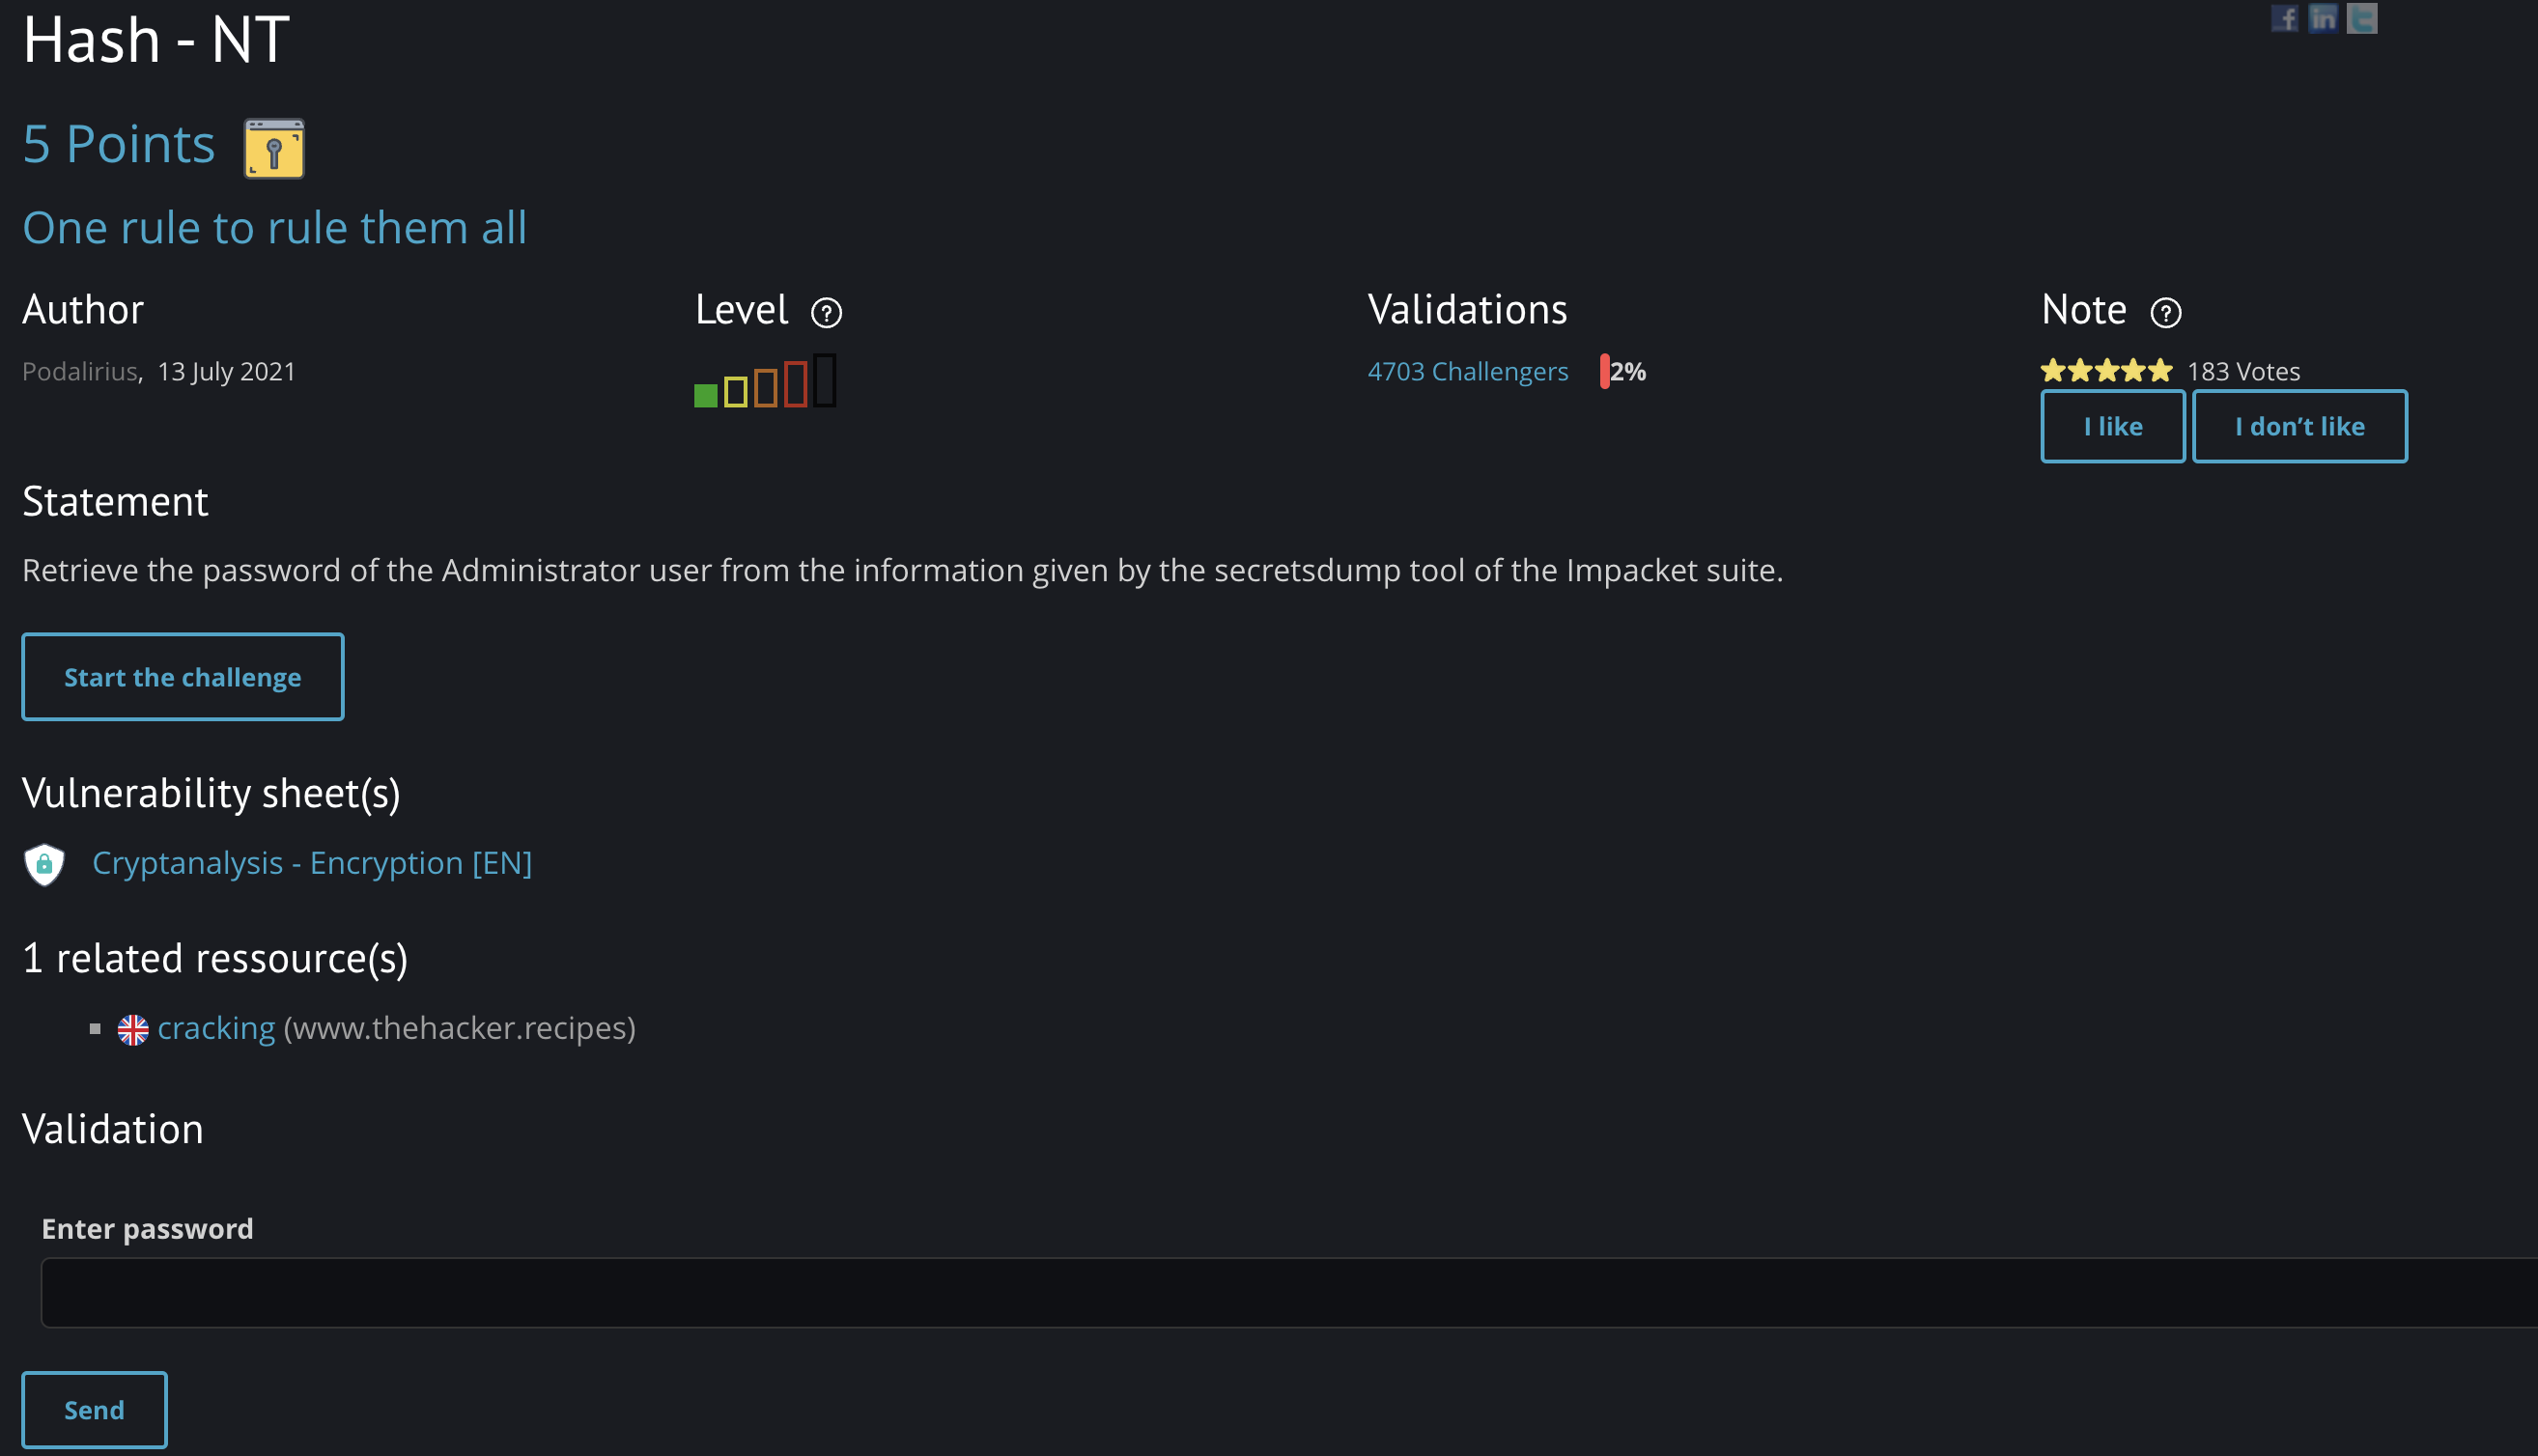 Hash - NT
5 Points
One rule to rule them all
Author
Level ?
Validations
Note ?
Podalirius, 13 July 2021
4703 Challengers 2%
183 Votes
I like
I don’t like
Statement
Retrieve the password of the Administrator user from the information given by the secretsdump tool of the Impacket suite.
Start the challenge
Vulnerability sheet(s)
Cryptanalysis - Encryption [EN]
1 related ressource(s)
cracking (www.thehacker.recipes)
Validation
Enter password
Send